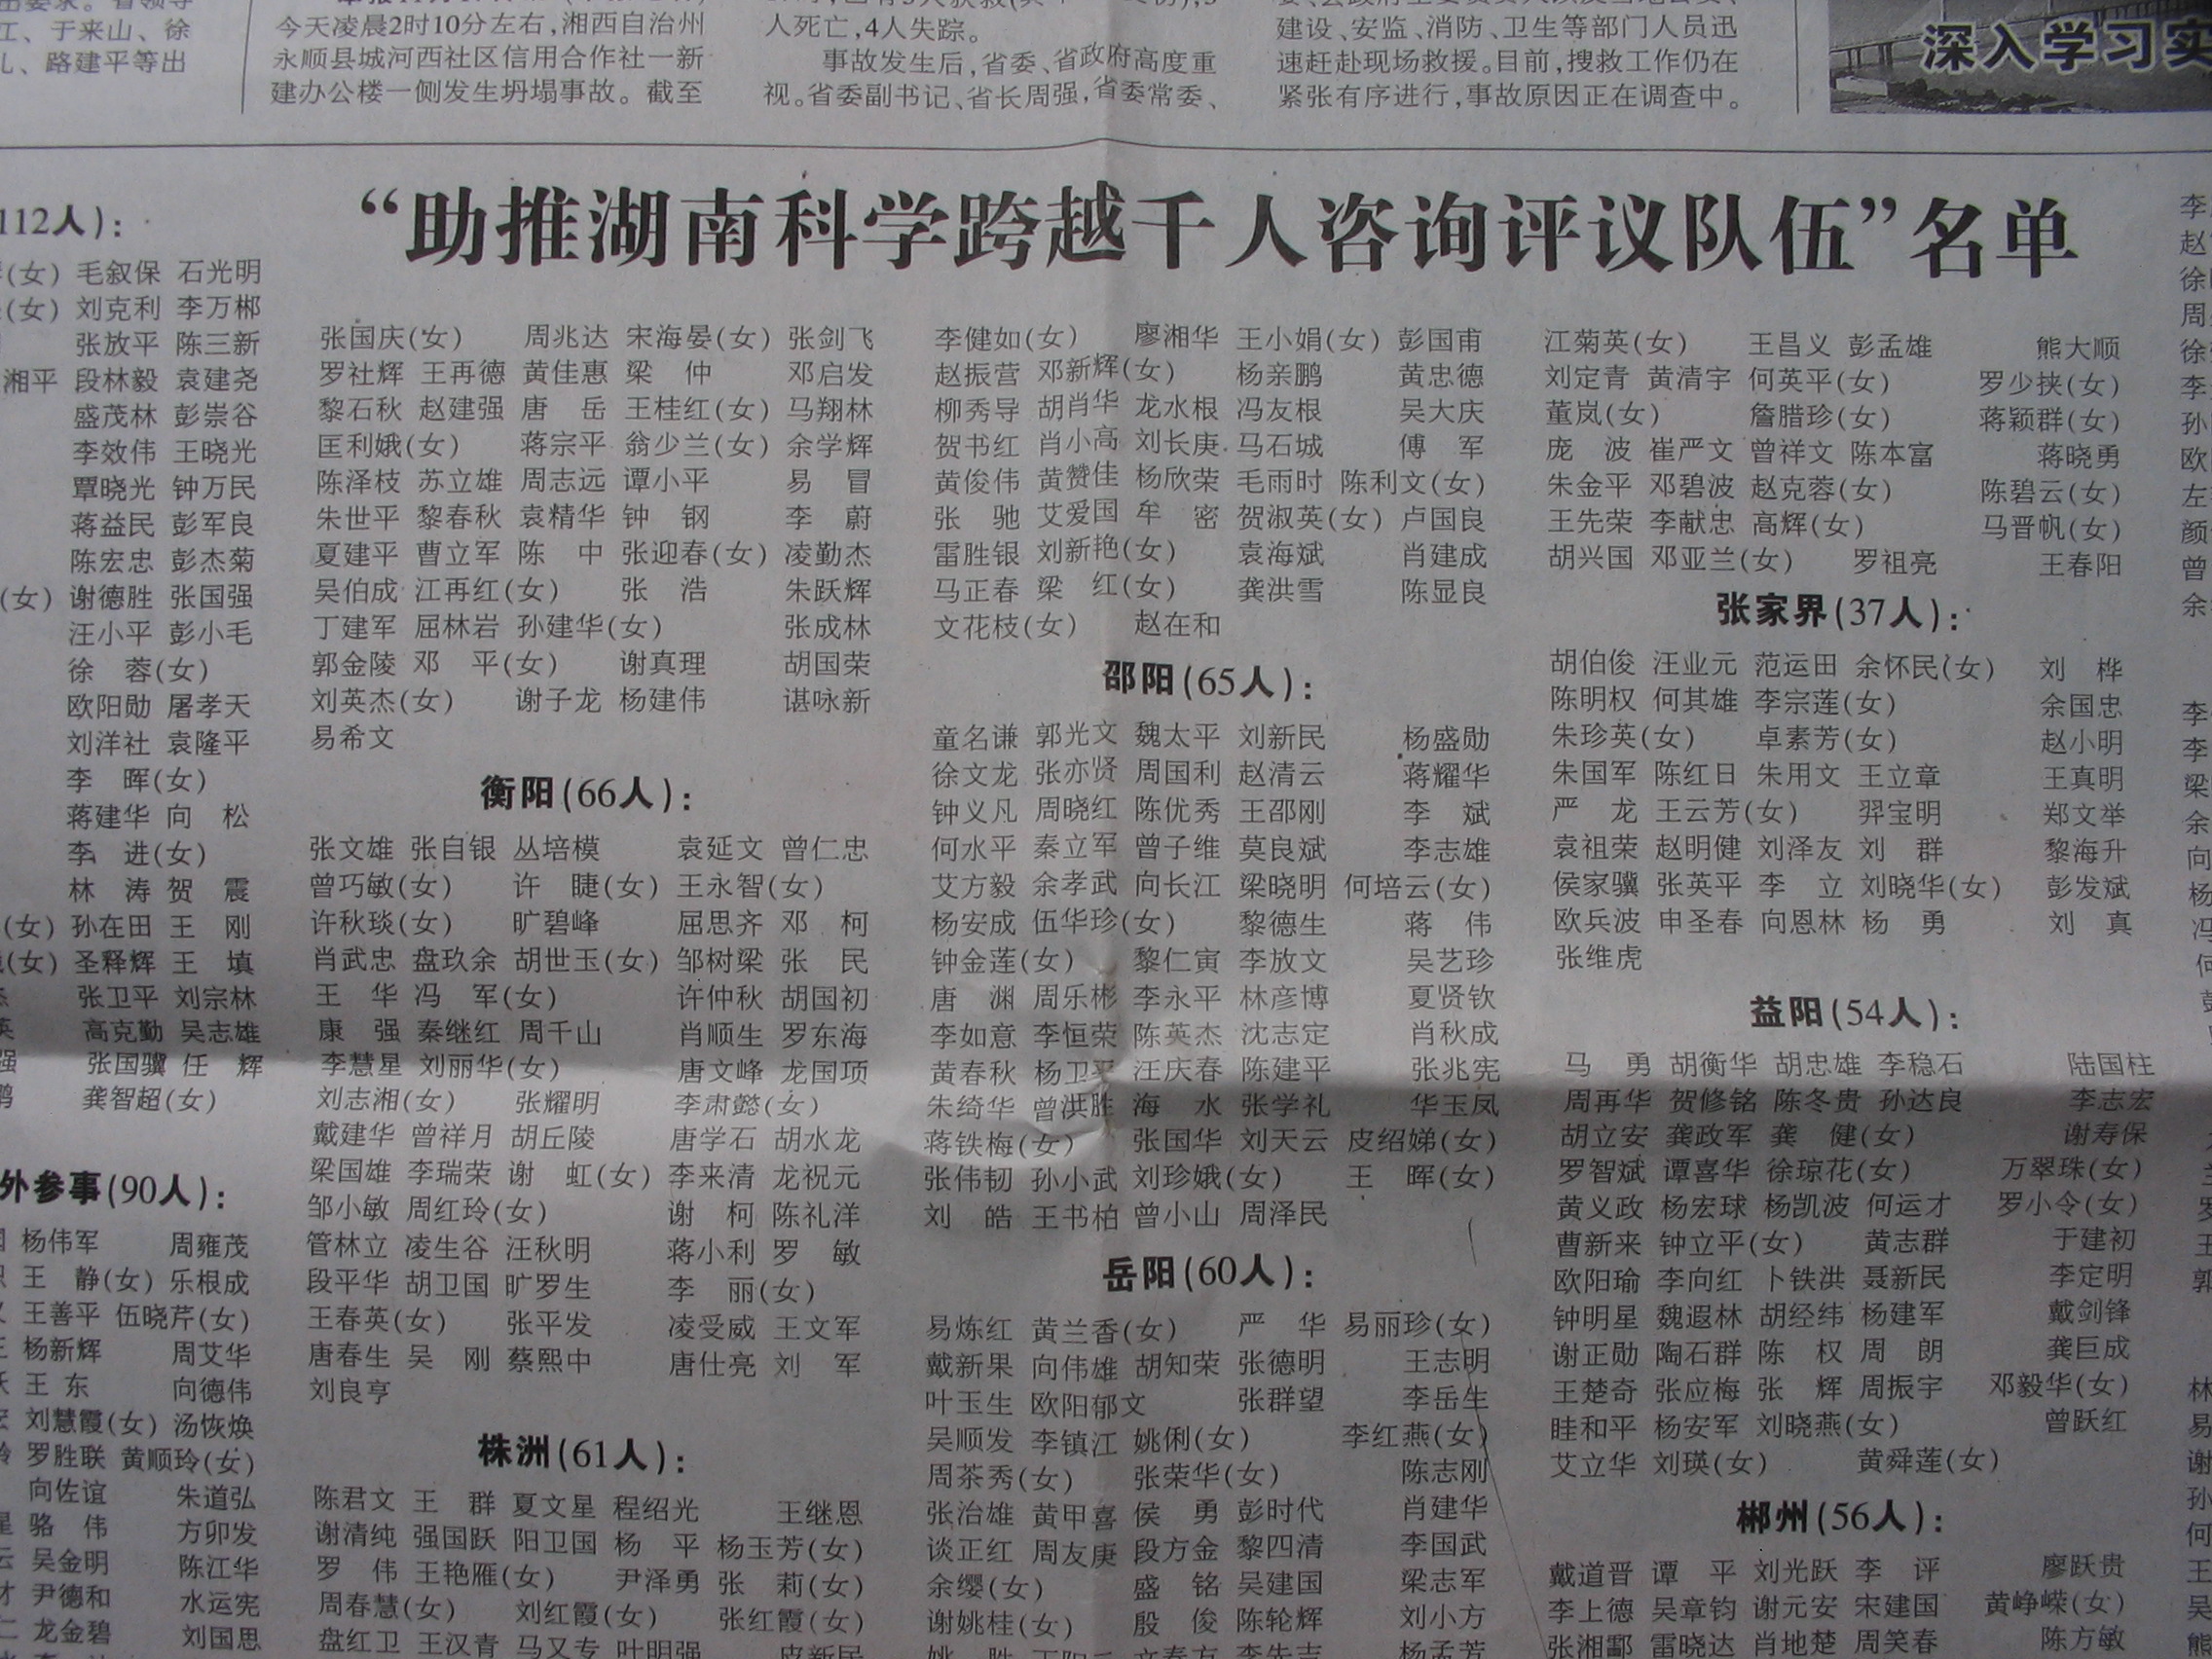 今天凌晨2时10分左右,湘西自治州
永顺县城河西社区信用合作社一新
建办公楼一侧发生坍塌事故。截至
人死亡,4人失踪。
事故发生后,省委、省政府高度重
视。省委副书记、省长周强,省委常委、
建设、安监、消防、卫生等部门人员迅
速赶赴现场救援。目前,搜救工作仍在
紧张有序进行,事故原因正在调查中。
江、于来山、徐
、路建平等出
深入学习实
“助推湖南科学跨越千人咨询评议队伍”名单
112人):
(女) 毛叙保 石光明
(女) 刘克利 李万郴
张放平 陈三新
湘平 段林毅 袁建尧
盛茂林 彭崇谷
李效伟 王晓光
覃晓光 钟万民
蒋益民 彭军良
陈宏忠 彭杰菊
(女) 谢德胜 张国强
汪小平 彭小毛
徐 蓉(女)
欧阳勋 屠孝天
刘洋社 袁隆平
李 晖(女)
蒋建华 向 松
李 进(女)
林 涛 贺 震
(女) 孙在田 王 刚
(女) 圣释辉 王 填
张卫平 刘宗林
英 高克勤 吴志雄
强 张国骥 任 辉
鹏 龚智超(女)
外参事(90人):
杨伟军 周雍茂
王 静(女) 乐根成
王善平 伍晓芹(女)
杨新辉 周艾华
王 东 向德伟
刘慧霞(女) 汤恢焕
罗胜联 黄顺玲(女)
向佐谊 朱道弘
骆 伟 方卯发
吴金明 陈江华
尹德和 水运宪
龙金碧 刘国思
张国庆(女) 周兆达 宋海晏(女) 张剑飞
罗社辉 王再德 黄佳惠 梁 仲 邓启发
黎石秋 赵建强 唐 岳 王桂红(女) 马翔林
匡利娥(女) 蒋宗平 翁少兰(女) 余学辉
陈泽枝 苏立雄 周志远 谭小平 易 冒
朱世平 黎春秋 袁精华 钟 钢 李 蔚
夏建平 曹立军 陈 中 张迎春(女) 凌勤杰
吴伯成 江再红(女) 张 浩 朱跃辉
丁建军 屈林岩 孙建华(女) 张成林
郭金陵 邓 平(女) 谢真理 胡国荣
刘英杰(女) 谢子龙 杨建伟 谌咏新
易希文
衡阳(66人):
张文雄 张自银 丛培模 袁延文 曾仁忠
曾巧敏(女) 许 睫(女) 王永智(女)
许秋琰(女) 旷碧峰 屈思齐 邓 柯
肖武忠 盘玖余 胡世玉(女) 邹树梁 张 民
王 华 冯 军(女) 许仲秋 胡国初
康 强 秦继红 周千山 肖顺生 罗东海
李慧星 刘丽华(女) 唐文峰 龙国项
刘志湘(女) 张耀明 李肃懿(女)
戴建华 曾祥月 胡丘陵 唐学石 胡水龙
梁国雄 李瑞荣 谢 虹(女) 李来清 龙祝元
邹小敏 周红玲(女) 谢 柯 陈礼洋
管林立 凌生谷 汪秋明 蒋小利 罗 敏
段平华 胡卫国 旷罗生 李 丽(女)
王春英(女) 张平发 凌受威 王文军
唐春生 吴 刚 蔡熙中 唐仕亮 刘 军
刘良亨
株洲(61人):
陈君文 王 群 夏文星 程绍光 王继恩
谢清纯 强国跃 阳卫国 杨 平 杨玉芳(女)
罗 伟 王艳雁(女) 尹泽勇 张 莉(女)
周春慧(女) 刘红霞(女) 张红霞(女)
盘红卫 王汉青 马又专 叶明强 皮新民
李健如(女) 廖湘华 王小娟(女) 彭国甫
赵振营 邓新辉(女) 杨亲鹏 黄忠德
柳秀导 胡肖华 龙水根 冯友根 吴大庆
贺书红 肖小高 刘长庚 马石城 傅 军
黄俊伟 黄赞佳 杨欣荣 毛雨时 陈利文(女)
张 驰 艾爱国 牟 密 贺淑英(女) 卢国良
雷胜银 刘新艳(女) 袁海斌 肖建成
马正春 梁 红(女) 龚洪雪 陈显良
文花枝(女) 赵在和
邵阳(65人):
童名谦 郭光文 魏太平 刘新民 杨盛勋
徐文龙 张亦贤 周国利 赵清云 蒋耀华
钟义凡 周晓红 陈优秀 王邵刚 李 斌
何水平 秦立军 曾子维 莫良斌 李志雄
艾方毅 余孝武 向长江 梁晓明 何培云(女)
杨安成 伍华珍(女) 黎德生 蒋 伟
钟金莲(女) 黎仁寅 李放文 吴艺珍
唐 渊 周乐彬 李永平 林彦博 夏贤钦
李如意 李恒荣 陈英杰 沈志定 肖秋成
黄春秋 杨卫平 汪庆春 陈建平 张兆宪
朱绮华 曾洪胜 海 水 张学礼 华玉凤
蒋铁梅(女) 张国华 刘天云 皮绍娣(女)
张伟韧 孙小武 刘珍娥(女) 王 晖(女)
刘 皓 王书柏 曾小山 周泽民
岳阳(60人):
易炼红 黄兰香(女) 严 华 易丽珍(女)
戴新果 向伟雄 胡知荣 张德明 王志明
叶玉生 欧阳郁文 张群望 李岳生
吴顺发 李镇江 姚俐(女) 李红燕(女)
周茶秀(女) 张荣华(女) 陈志刚
张治雄 黄甲喜 侯 勇 彭时代 肖建华
谈正红 周友庚 段方金 黎四清 李国武
余缨(女) 盛 铭 吴建国 梁志军
谢姚桂(女) 殷 俊 陈轮辉 刘小方
江菊英(女) 王昌义 彭孟雄 熊大顺
刘定青 黄清宇 何英平(女) 罗少挟(女)
董岚(女) 詹腊珍(女) 蒋颖群(女)
庞 波 崔严文 曾祥文 陈本富 蒋晓勇
朱金平 邓碧波 赵克蓉(女) 陈碧云(女)
王先荣 李献忠 高辉(女) 马晋帆(女)
胡兴国 邓亚兰(女) 罗祖亮 王春阳
张家界(37人):
胡伯俊 汪业元 范运田 余怀民(女) 刘 桦
陈明权 何其雄 李宗莲(女) 余国忠
朱珍英(女) 卓素芳(女) 赵小明
朱国军 陈红日 朱用文 王立章 王真明
严 龙 王云芳(女) 羿宝明 郑文举
袁祖荣 赵明健 刘泽友 刘 群 黎海升
侯家骥 张英平 李 立 刘晓华(女) 彭发斌
欧兵波 申圣春 向恩林 杨 勇 刘 真
张维虎
益阳(54人):
马 勇 胡衡华 胡忠雄 李稳石 陆国柱
周再华 贺修铭 陈冬贵 孙达良 李志宏
胡立安 龚政军 龚 健(女) 谢寿保
罗智斌 谭喜华 徐琼花(女) 万翠珠(女)
黄义政 杨宏球 杨凯波 何运才 罗小令(女)
曹新来 钟立平(女) 黄志群 于建初
欧阳瑜 李向红 卜铁洪 聂新民 李定明
钟明星 魏遐林 胡经纬 杨建军 戴剑锋
谢正勋 陶石群 陈 权 周 朗 龚巨成
王楚奇 张应梅 张 辉 周振宇 邓毅华(女)
眭和平 杨安军 刘晓燕(女) 曾跃红
艾立华 刘瑛(女) 黄舜莲(女)
郴州(56人):
戴道晋 谭 平 刘光跃 李 评 廖跃贵
李上德 吴章钧 谢元安 宋建国 黄峥嵘(女)
张湘鄱 雷晓达 肖地楚 周笑春 陈方敏